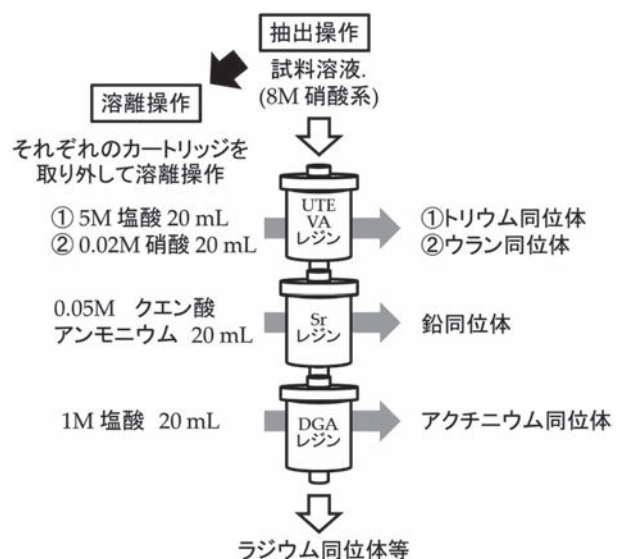 抽出操作
試料溶液.
(8M 硝酸系)
溶離操作
それぞれのカートリッジを
取り外して溶離操作
① 5M 塩酸 20 mL
② 0.02M 硝酸 20 mL
UTE
VA
レジン
①トリウム同位体
②ウラン同位体
0.05M クエン酸
アンモニウム 20 mL
Sr
レジン
鉛同位体
1M 塩酸 20 mL
DGA
レジン
アクチニウム同位体
ラジウム同位体等